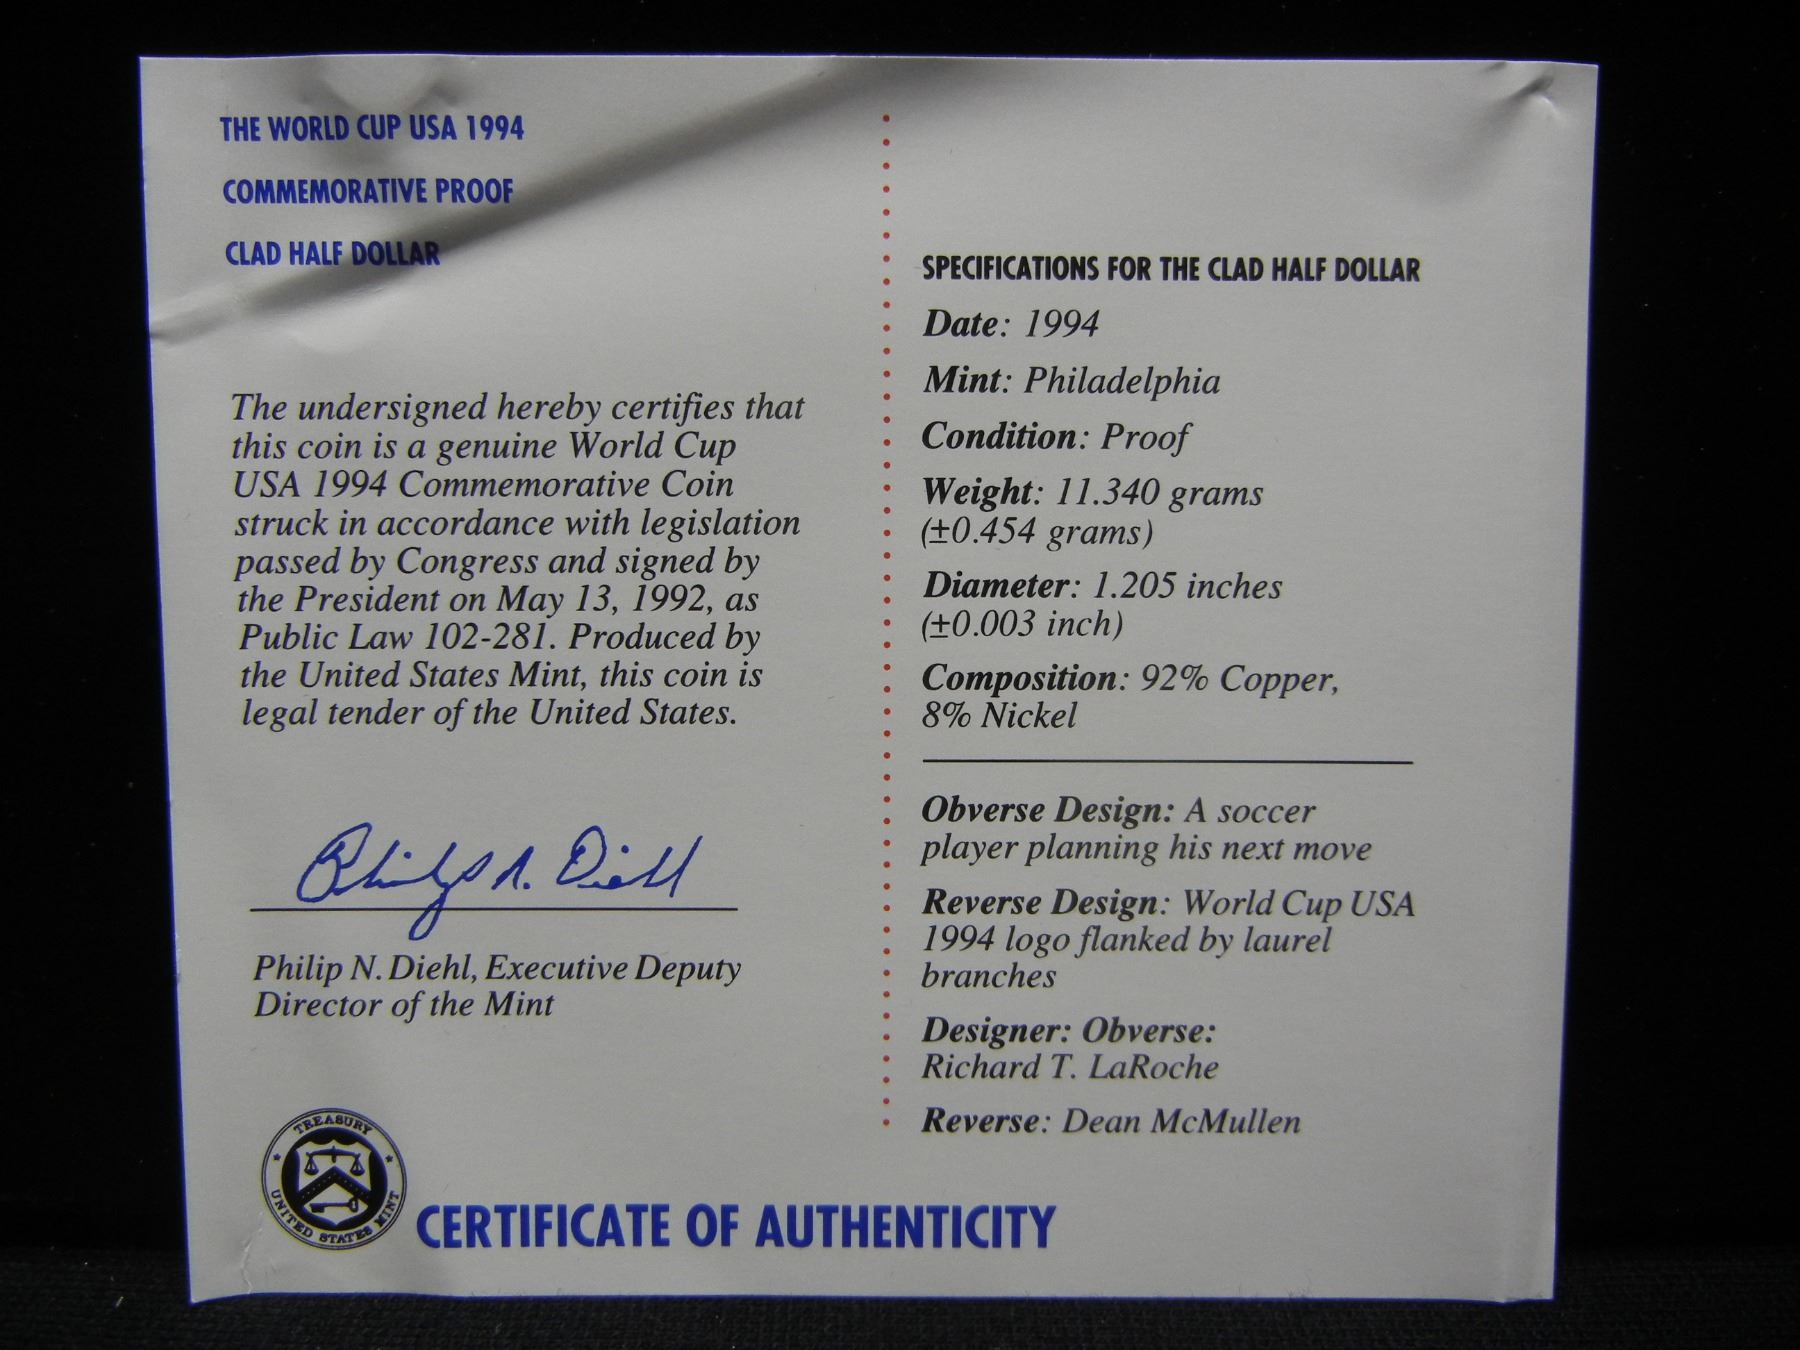 THE WORLD CUP USA 1994
COMMEMORATIVE PROOF
CLAD HALF DOLLAR
The undersigned hereby certifies that
this coin is a genuine World Cup
USA 1994 Commemorative Coin
struck in accordance with legislation
passed by Congress and signed by
the President on May 13, 1992, as
Public Law 102-281. Produced by
the United States Mint, this coin is
legal tender of the United States.
Philip N. Diehl
Philip N. Diehl, Executive Deputy
Director of the Mint
TREASURY
UNITED STATES MINT
CERTIFICATE OF AUTHENTICITY
SPECIFICATIONS FOR THE CLAD HALF DOLLAR
Date: 1994
Mint: Philadelphia
Condition: Proof
Weight: 11.340 grams
(±0.454 grams)
Diameter: 1.205 inches
(±0.003 inch)
Composition: 92% Copper,
8% Nickel
Obverse Design: A soccer
player planning his next move
Reverse Design: World Cup USA
1994 logo flanked by laurel
branches
Designer: Obverse:
Richard T. LaRoche
Reverse: Dean McMullen